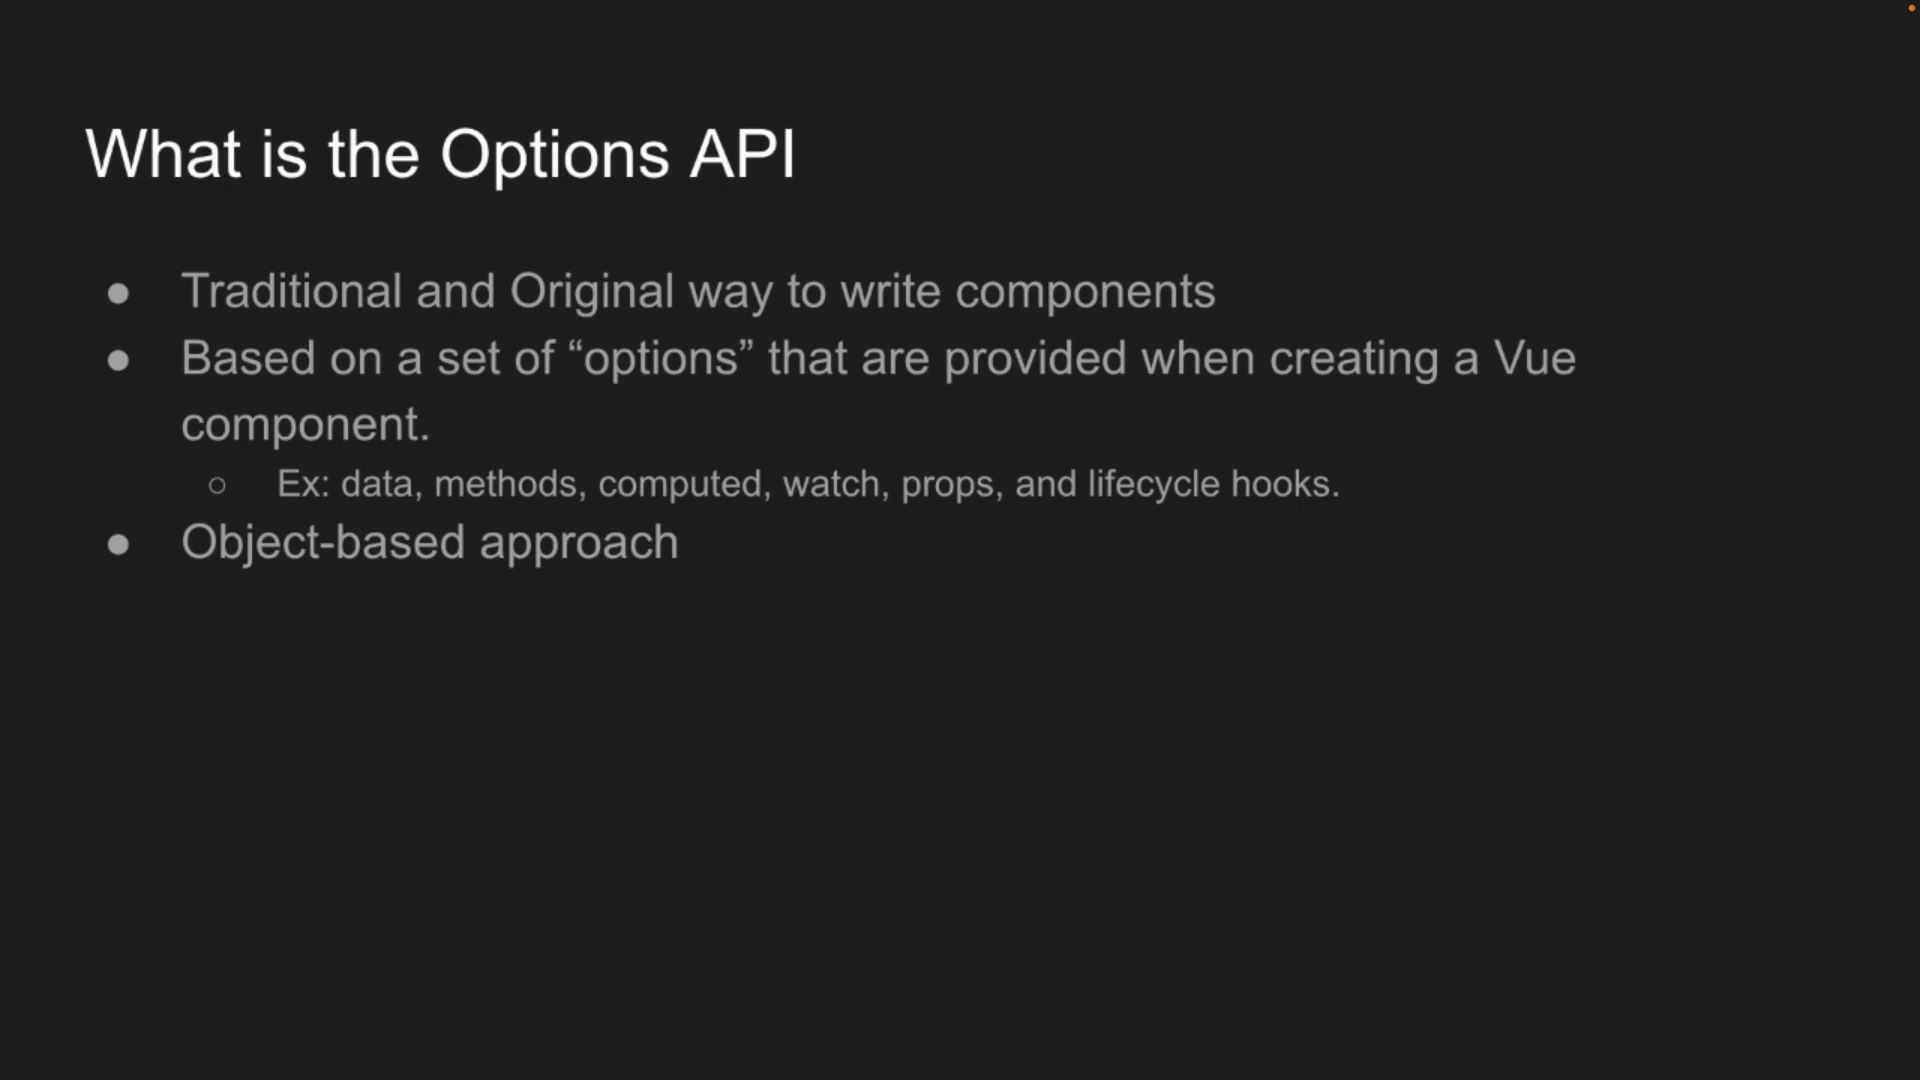 What is the Options API
● Traditional and Original way to write components
● Based on a set of “options” that are provided when creating a Vue
component.
○ Ex: data, methods, computed, watch, props, and lifecycle hooks.
● Object-based approach